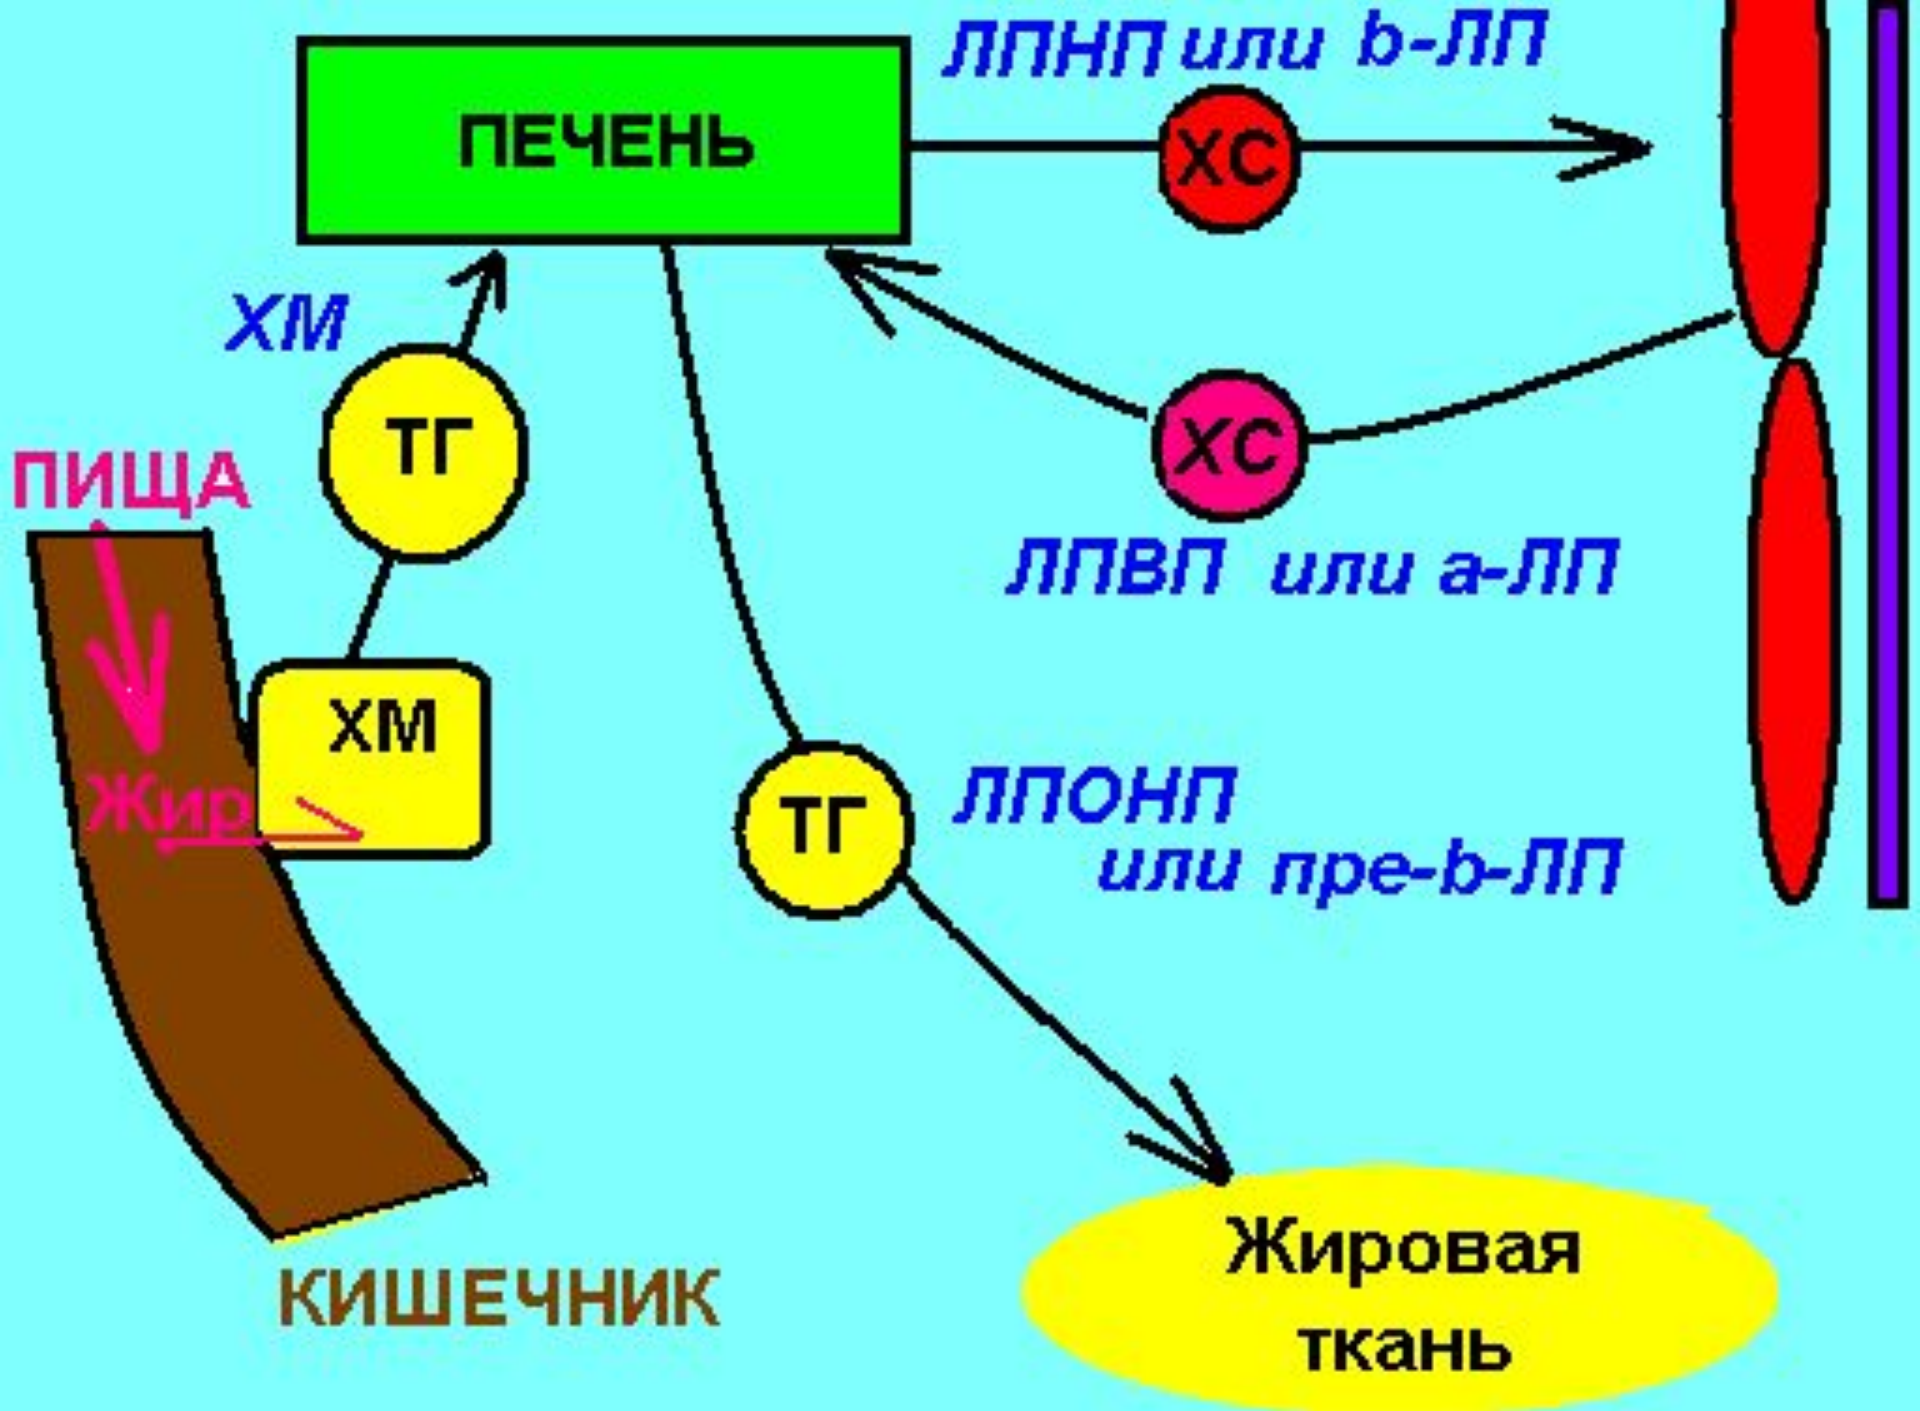 ЛПНП или b-ЛП
ПЕЧЕНЬ
ХС
ХМ
ТГ
ХС
ПИЩА
ЛПВП или а-ЛП
ХМ
Жир
ТГ
ЛПОНП
или пре-b-ЛП
Жировая
ткань
КИШЕЧНИК